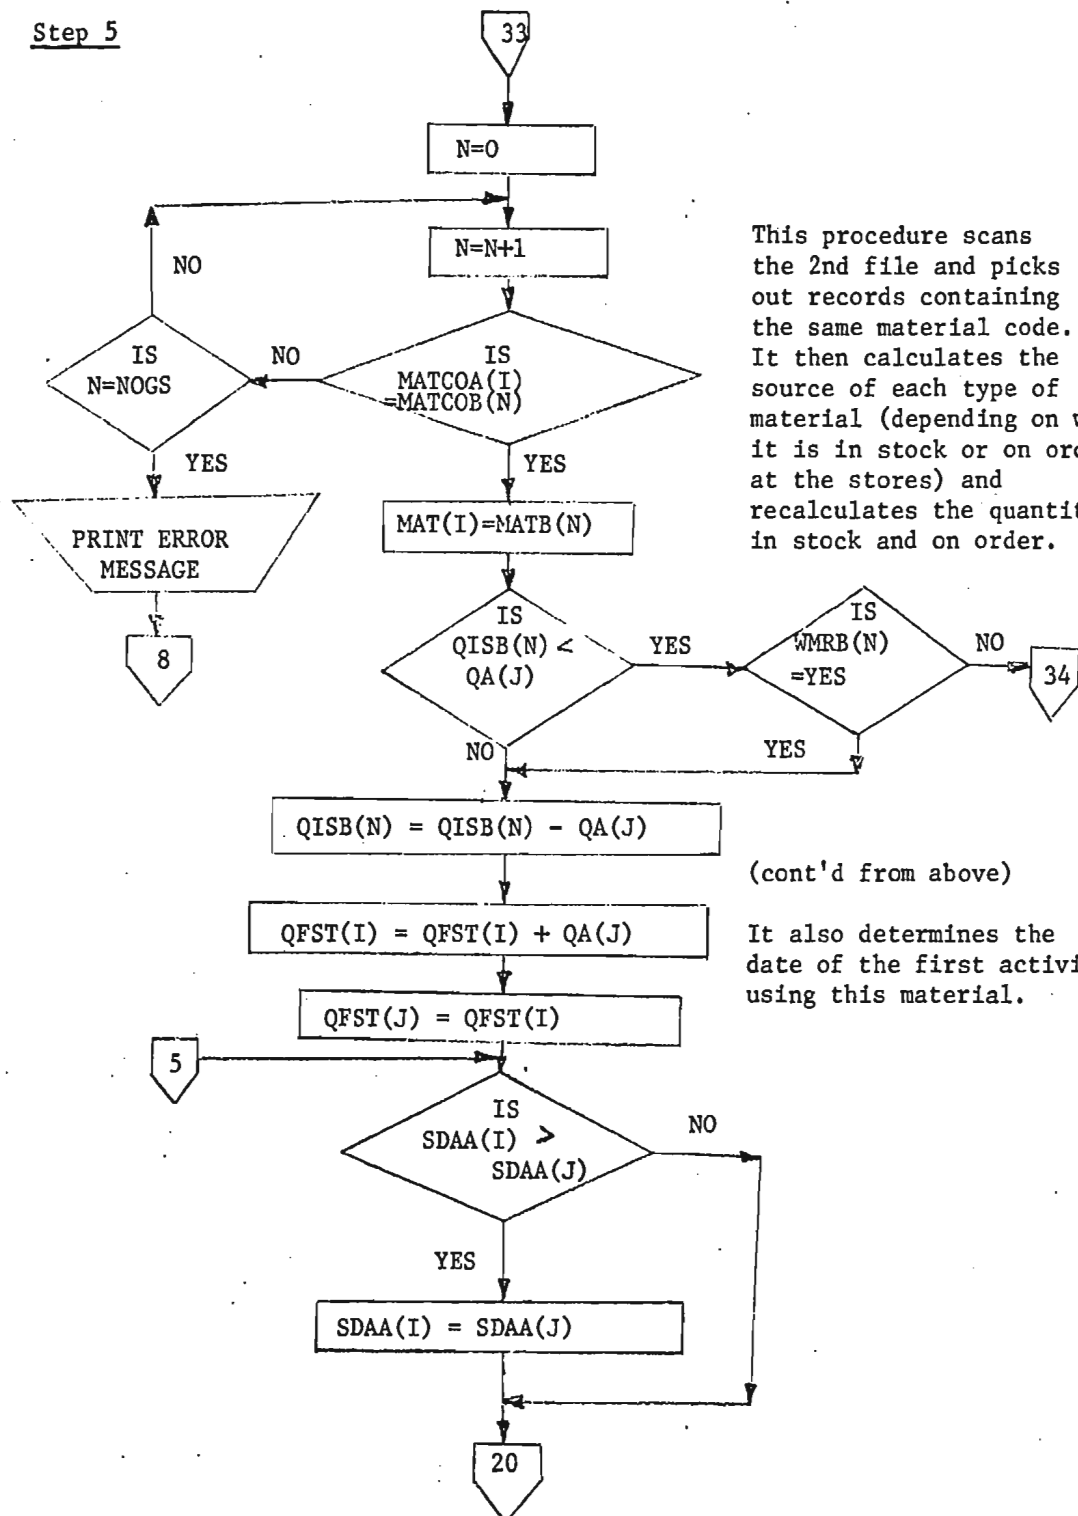 Step 5
33
N=0
N=N+1
NO
IS
N=NOGS
NO
IS
MATCOA(I)
=MATCOB(N)
YES
YES
PRINT ERROR
MESSAGE
8
MAT(I)=MATB(N)
This procedure scans
the 2nd file and picks
out records containing
the same material code.
It then calculates the
source of each type of
material (depending on
it is in stock or on
at the stores) and
recalculates the
in stock and on order.
IS
QISB(N) <
QA(J)
YES
IS
WMRB(N)
=YES
NO
34
NO
YES
QISB(N) = QISB(N) - QA(J)
QFST(I) = QFST(I) + QA(J)
QFST(J) = QFST(I)
(cont'd from above)
It also determines the
date of the first
using this material.
5
IS
SDAA(I) >
SDAA(J)
NO
YES
SDAA(I) = SDAA(J)
20